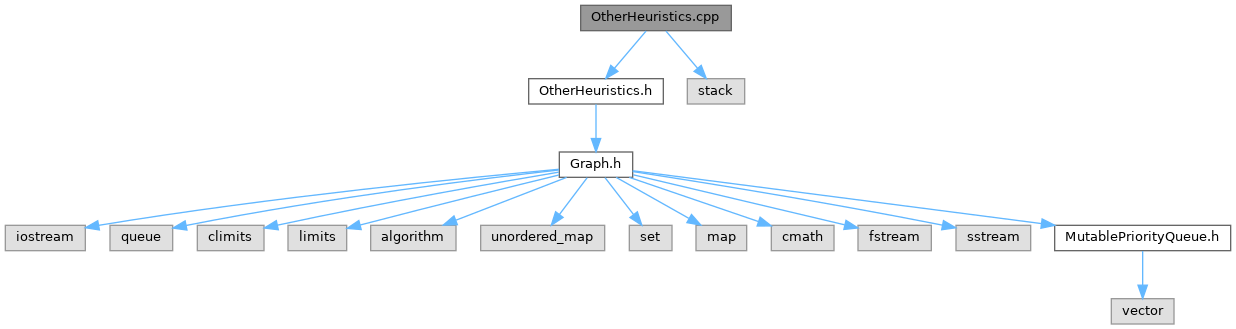 OtherHeuristics.cpp
OtherHeuristics.h
stack
Graph.h
iostream
queue
climits
limits
algorithm
unordered_map
set
map
cmath
fstream
sstream
MutablePriorityQueue.h
vector